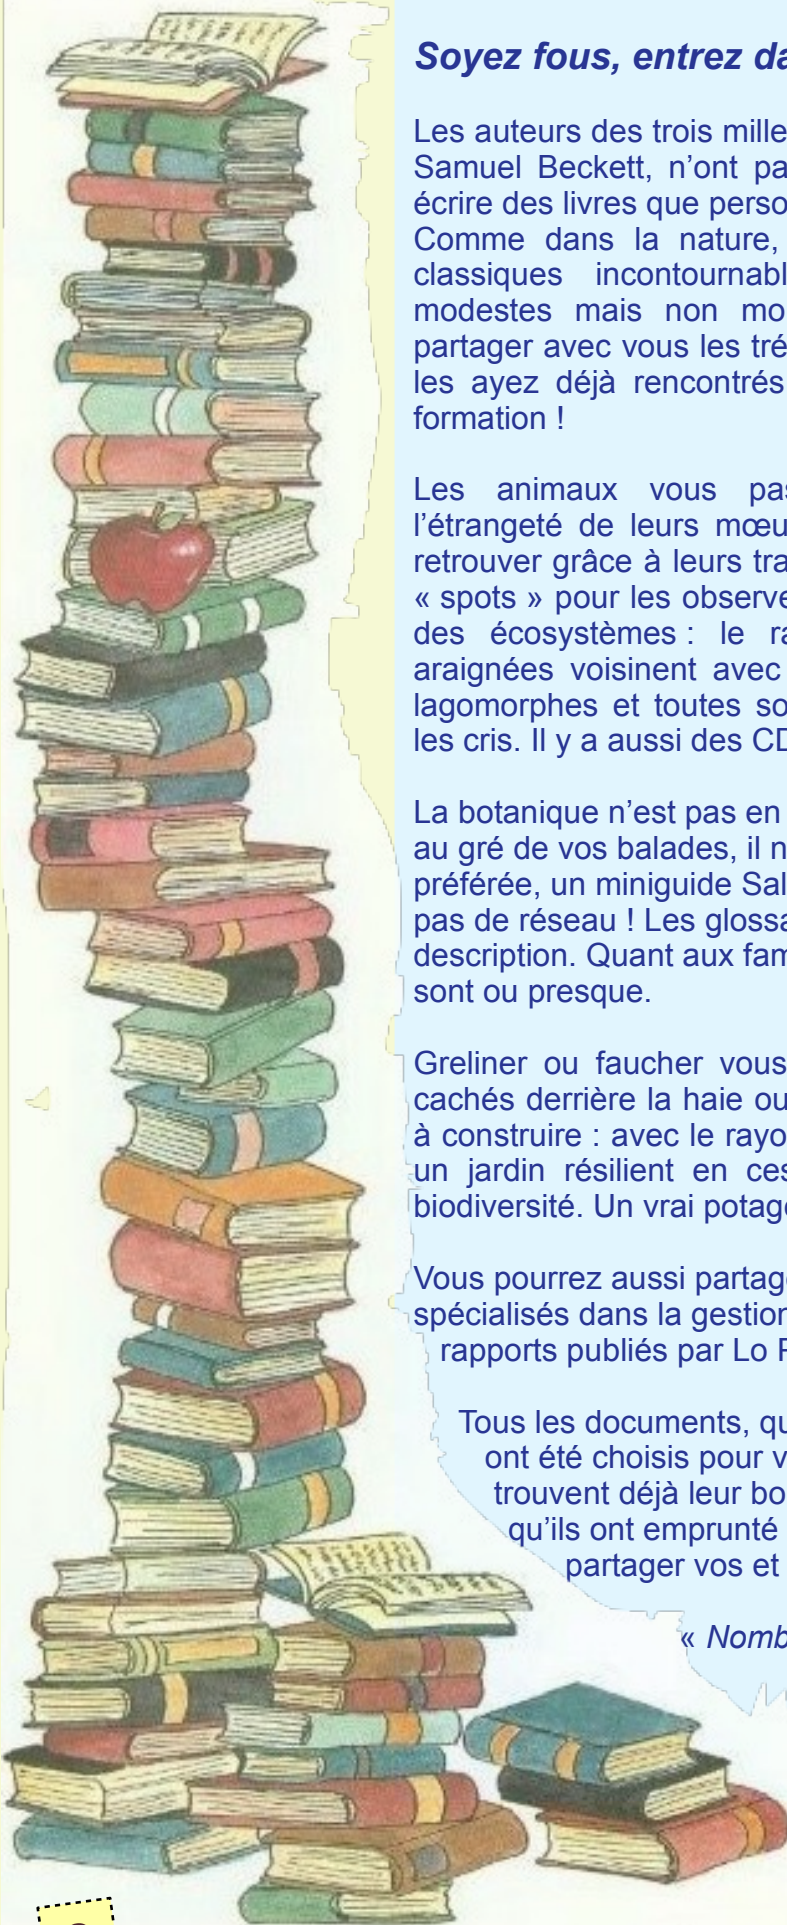 Soyez fous, entrez da
Les auteurs des trois mille
Samuel Beckett, n’ont pa
écrire des livres que perso
Comme dans la nature,
classiques incontournabl
modestes mais non mo
partager avec vous les tré
les ayez déjà rencontrés
formation !
Les animaux vous pas
l’étrangeté de leurs mœu
retrouver grâce à leurs tra
« spots » pour les observe
des écosystèmes : le ra
araignées voisinent avec
lagomorphes et toutes so
les cris. Il y a aussi des CD
La botanique n’est pas en
au gré de vos balades, il n
préférée, un miniguide Sal
pas de réseau ! Les glossa
description. Quant aux fam
sont ou presque.
Greliner ou faucher vous
cachés derrière la haie ou
à construire : avec le rayo
un jardin résilient en ces
biodiversité. Un vrai potag
Vous pourrez aussi partag
spécialisés dans la gestion
rapports publiés par Lo P
Tous les documents, qu
ont été choisis pour v
trouvent déjà leur bo
qu’ils ont emprunté
partager vos et
« Nomb